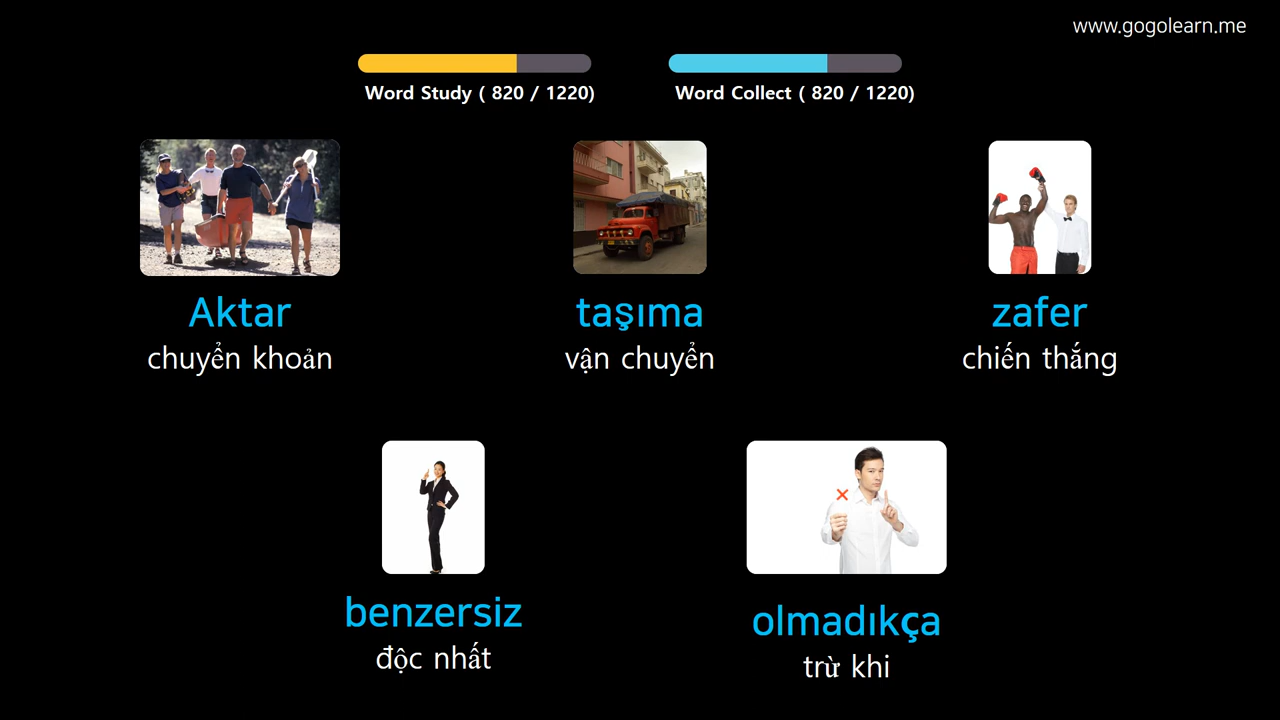 www.gogolearn.me
Word Study ( 820 / 1220)
Word Collect ( 820 / 1220)
Aktar
chuyển khoản
taşıma
vận chuyển
zafer
chiến thắng
benzersiz
độc nhất
olmadıkça
trừ khi